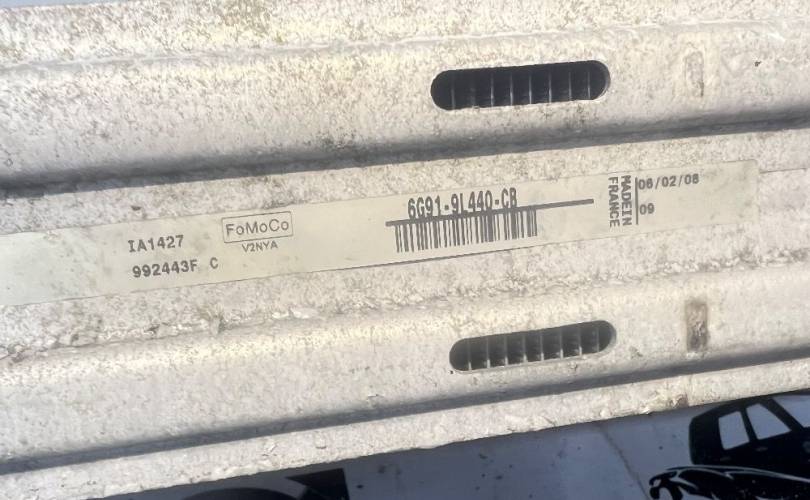 IA1427
992443F C
FoMoCo
V2NYA
6G91-9L440-CB
MADE IN
FRANCE
06/02/08
09